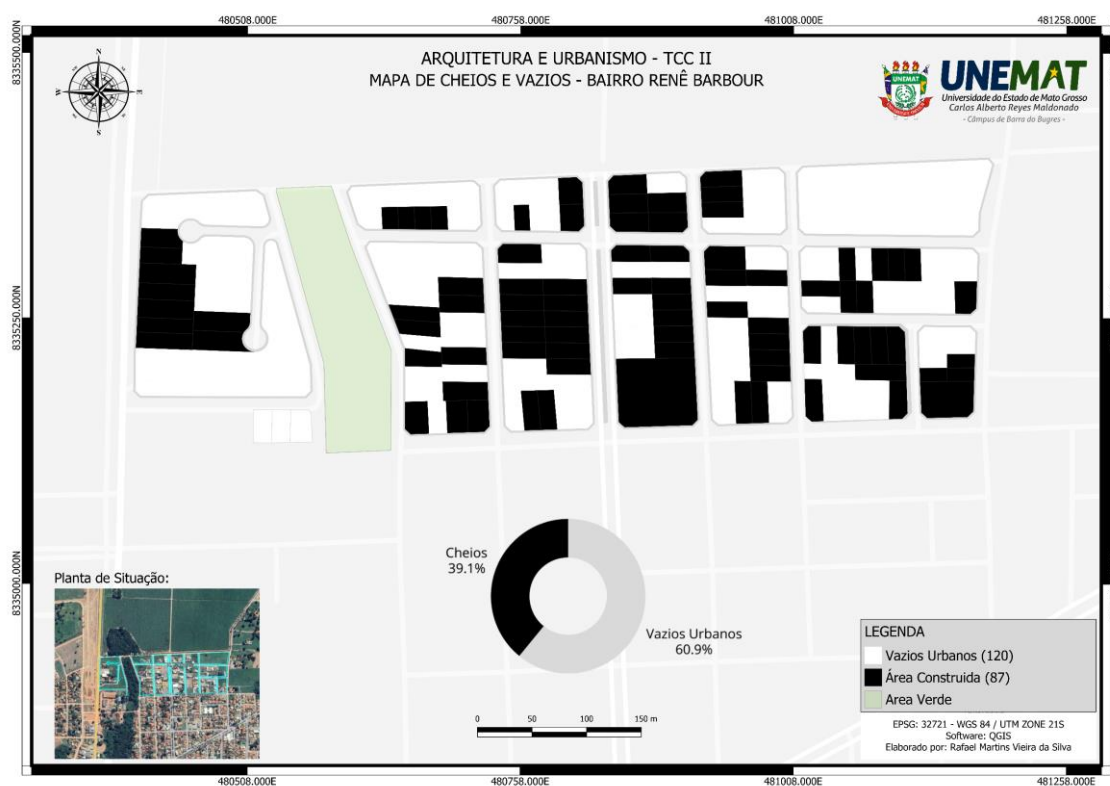 480508.000E
480758.000E
481008.000E
481258.000E
8335500.000N
ARQUITETURA E URBANISMO - TCC II
MAPA DE CHEIOS E VAZIOS - BAIRRO RENÊ BARBOUR
N
W
E
S
UNEMAT
UNEMAT
Universidade do Estado de Mato Grosso
Carlos Alberto Reyes Maldonado
- Câmpus de Barra do Bugres -
8335250.000N
8335000.000N
Cheios
39.1%
Vazios Urbanos
60.9%
Planta de Situação:
0 50 100 150 m
LEGENDA
Vazios Urbanos (120)
Área Construida (87)
Area Verde
EPSG: 32721 - WGS 84 / UTM ZONE 21S
Software: QGIS
Elaborado por: Rafael Martins Vieira da Silva
480508.000E
480758.000E
481008.000E
481258.000E